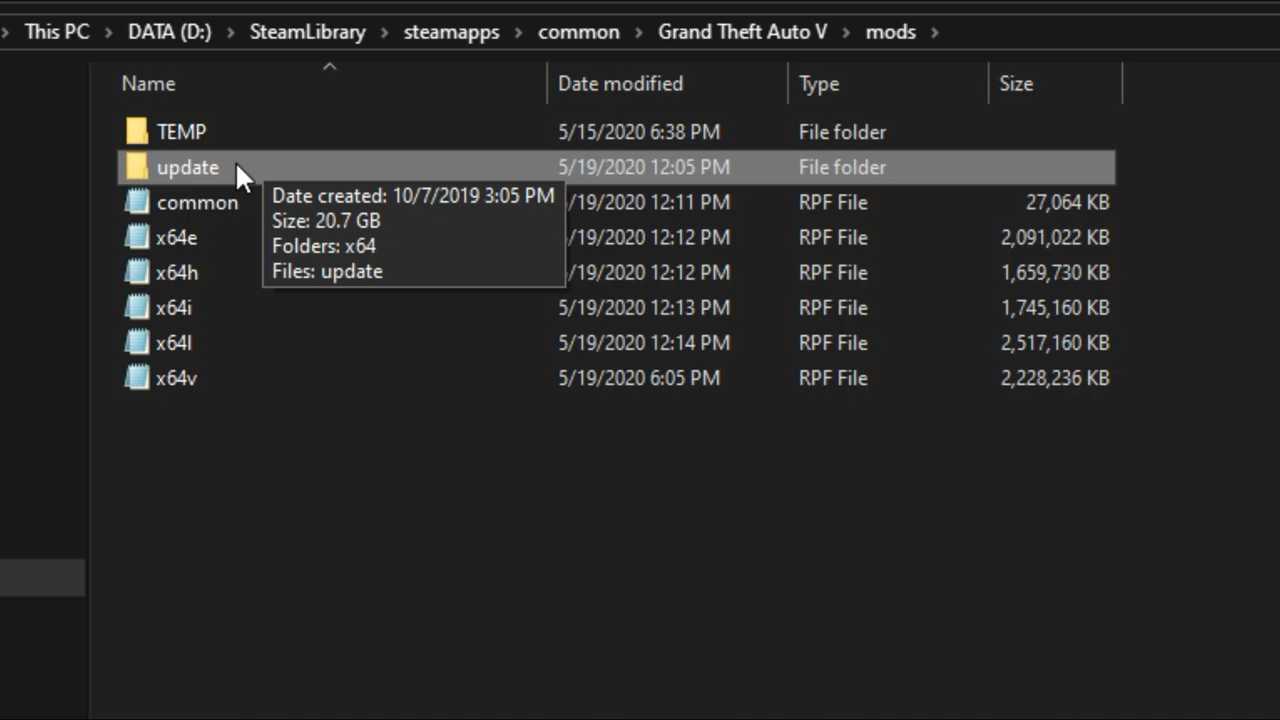 This PC > DATA (D:) > SteamLibrary > steamapps > common > Grand Theft Auto V > mods >
Name Date modified Type Size
TEMP 5/15/2020 6:38 PM File folder
update 5/19/2020 12:05 PM File folder
common /19/2020 12:11 PM RPF File 27,064 KB
x64e /19/2020 12:12 PM RPF File 2,091,022 KB
x64h /19/2020 12:12 PM RPF File 1,659,730 KB
x64i 5/19/2020 12:13 PM RPF File 1,745,160 KB
x64l 5/19/2020 12:14 PM RPF File 2,517,160 KB
x64v 5/19/2020 6:05 PM RPF File 2,228,236 KB
Date created: 10/7/2019 3:05 PM
Size: 20.7 GB
Folders: x64
Files: update